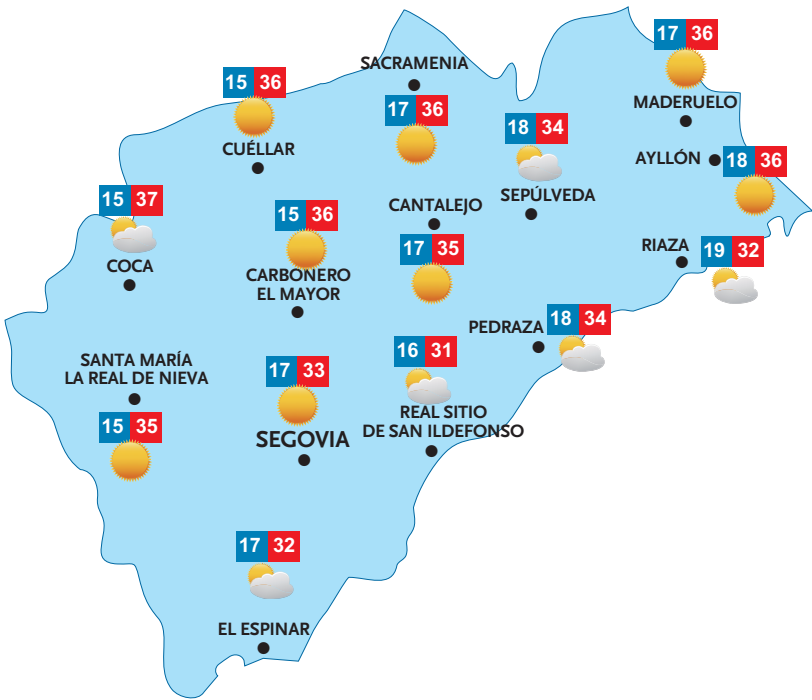 17 36
MADERUELO
SACRAMENIA
17 36
15 36
CUÉLLAR
18 34
SEPÚLVEDA
AYLLÓN
18 36
15 37
COCA
CANTALEJO
17 35
15 36
CARBONERO
EL MAYOR
RIAZA
19 32
PEDRAZA
18 34
16 31
REAL SITIO
DE SAN ILDEFONSO
SANTA MARÍA
LA REAL DE NIEVA
15 35
17 33
SEGOVIA
17 32
EL ESPINAR